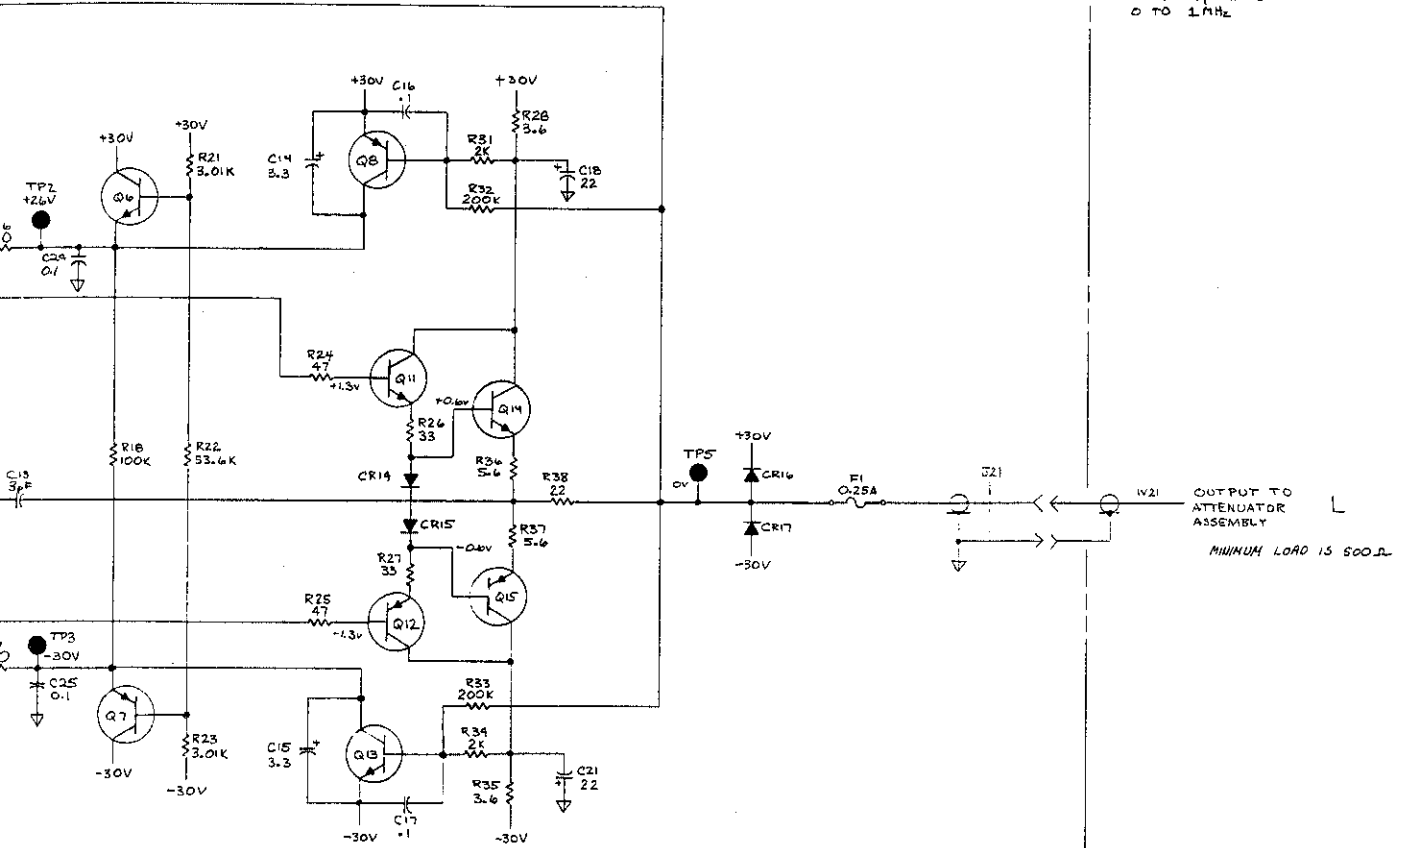 0 TO 1MHz
+30V
C16
.1
+30V
R28
3.6
+30V
+30V
R21
3.01K
C14
3.3
+
Q8
R31
2K
+
C18
22
TP2
+26V
Q6
R32
200K
C24
0.1
R24
47
+1.3V
Q11
+0.6V
Q14
R26
33
R18
100K
R22
53.6K
CR14
R36
5.6
R38
22
TP5
0V
+30V
CR16
F1
0.25A
J21
W21
OUTPUT TO
ATTENUATOR
ASSEMBLY
L
C13
3pF
CR15
R37
5.6
CR17
-30V
MINIMUM LOAD IS 500Ω
-0.6V
R27
33
Q15
R25
47
-1.3V
Q12
TP3
-30V
C25
0.1
R33
200K
Q7
R23
3.01K
C15
3.3
+
Q13
R34
2K
R35
3.6
+
C21
22
-30V
-30V
-30V
C17
.1
-30V